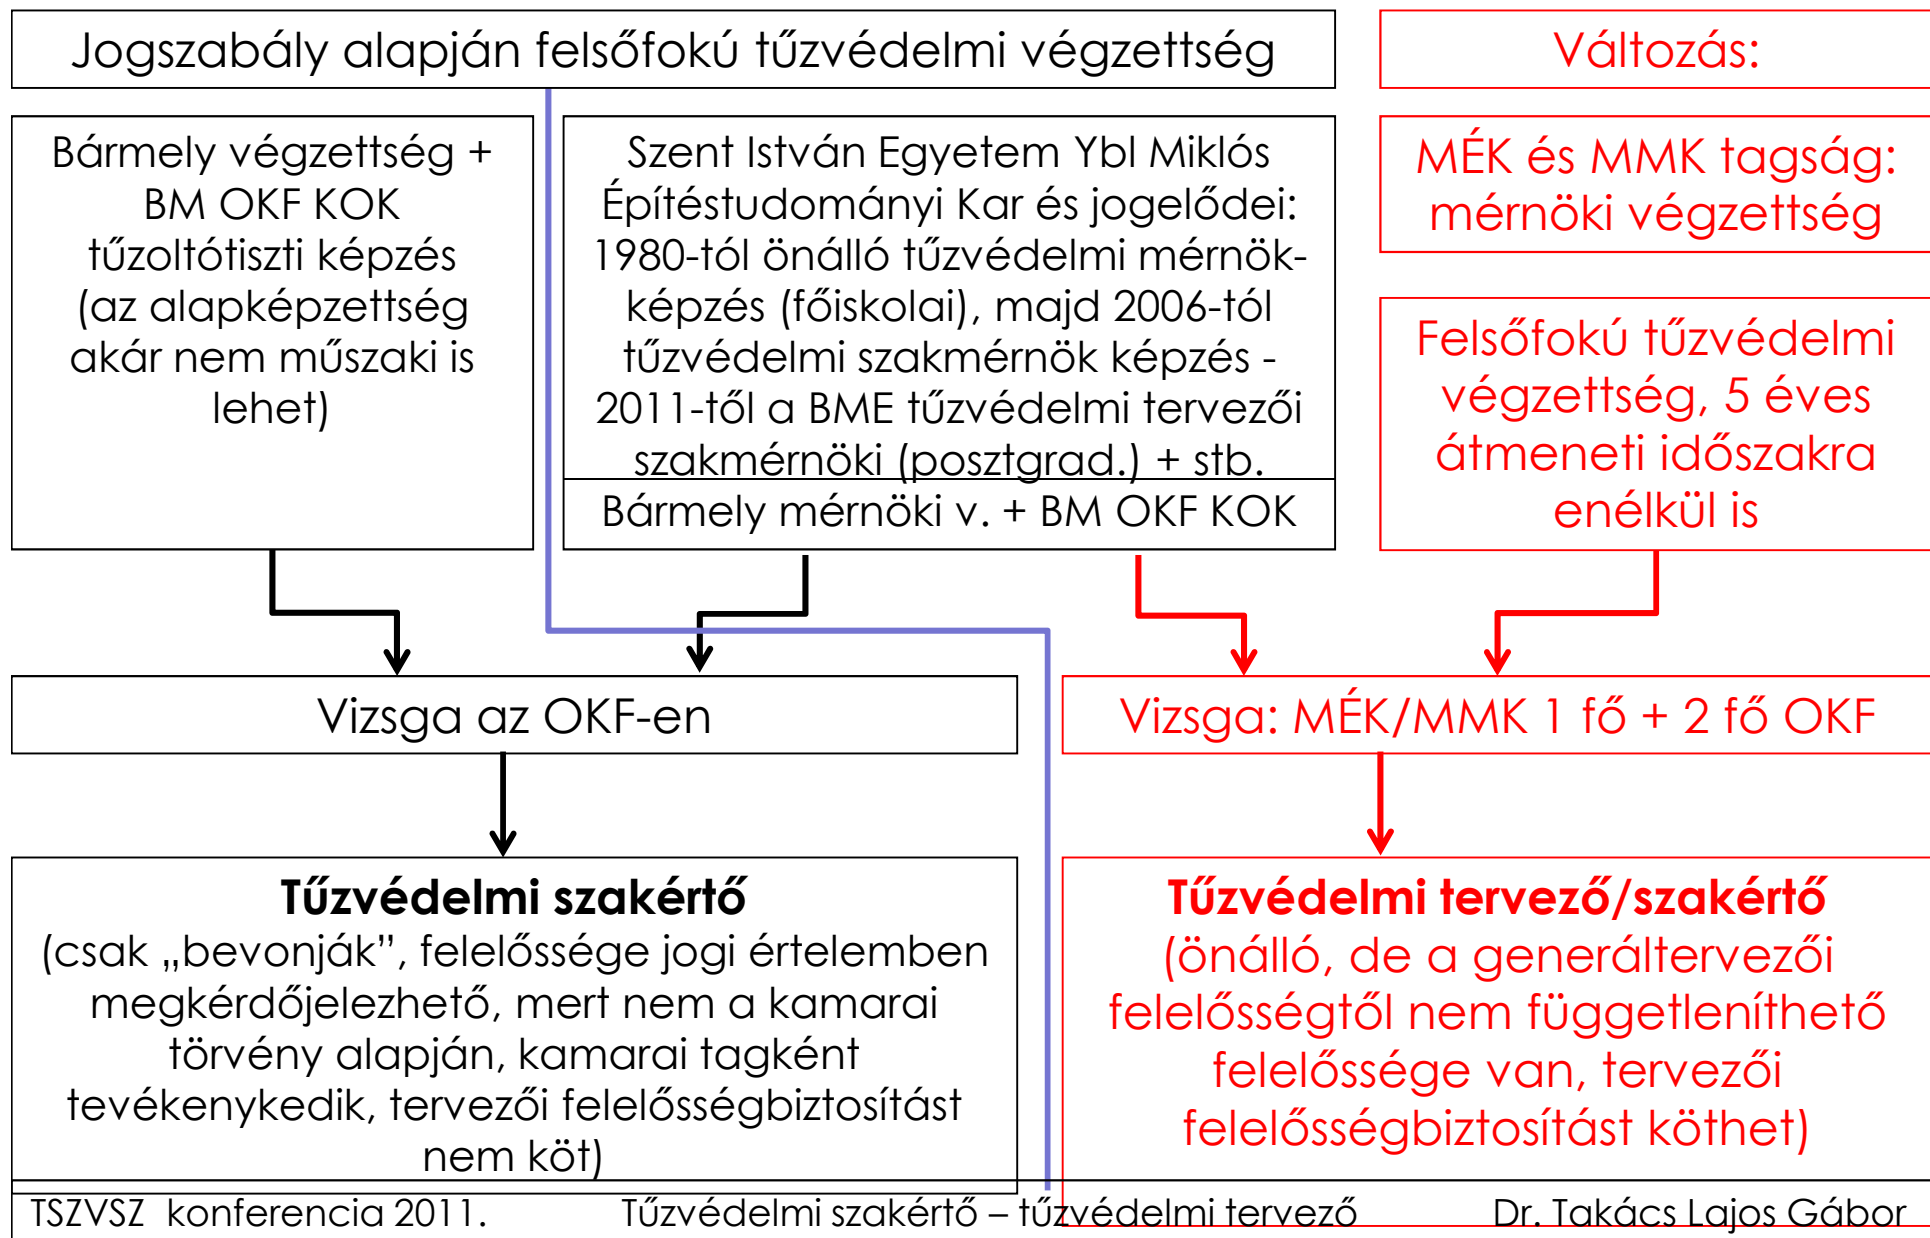 Jogszabály alapján felsőfokú tűzvédelmi végzettség
Változás:
Bármely végzettség +
BM OKF KOK
tűzoltótiszti képzés
(az alapképzettség
akár nem műszaki is
lehet)
Szent István Egyetem Ybl Miklós
Építéstudományi Kar és jogelődei:
1980-tól önálló tűzvédelmi mérnök-
képzés (főiskolai), majd 2006-tól
tűzvédelmi szakmérnök képzés -
2011-től a BME tűzvédelmi tervezői
szakmérnöki (posztgrad.) + stb.
Bármely mérnöki v. + BM OKF KOK
MÉK és MMK tagság:
mérnöki végzettség
Felsőfokú tűzvédelmi
végzettség, 5 éves
átmeneti időszakra
enélkül is
Vizsga az OKF-en
Vizsga: MÉK/MMK 1 fő + 2 fő OKF
Tűzvédelmi szakértő
(csak „bevonják”, felelőssége jogi értelemben
megkérdőjelezhető, mert nem a kamarai
törvény alapján, kamarai tagként
tevékenykedik, tervezői felelősségbiztosítást
nem köt)
Tűzvédelmi tervező/szakértő
(önálló, de a generáltervezői
felelősségtől nem függetleníthető
felelőssége van, tervezői
felelősségbiztosítást köthet)
TSZVSZ konferencia 2011. Tűzvédelmi szakértő – tűzvédelmi tervező Dr. Takács Lajos Gábor